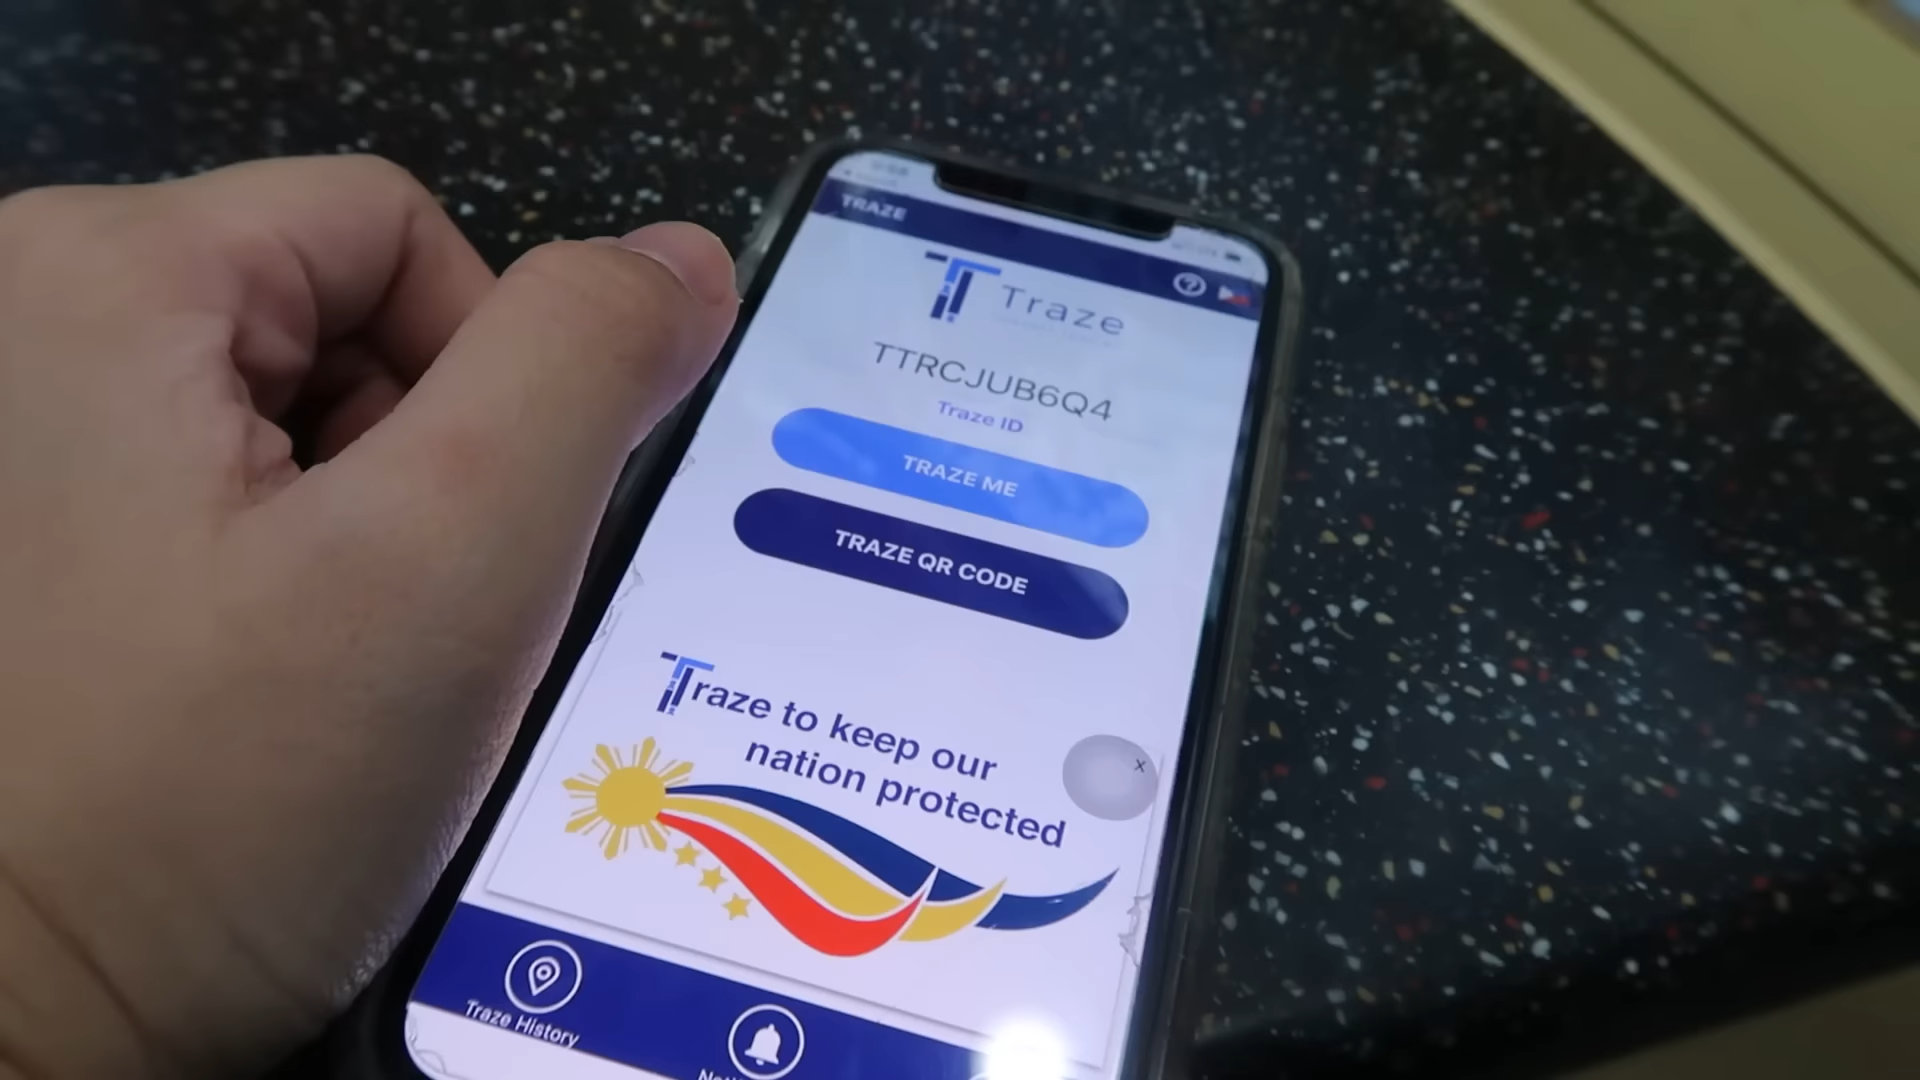 TRAZE
Traze
TTRCJUB6Q4
Traze ID
TRAZE ME
TRAZE QR CODE
Traze to keep our
nation protected
Traze History